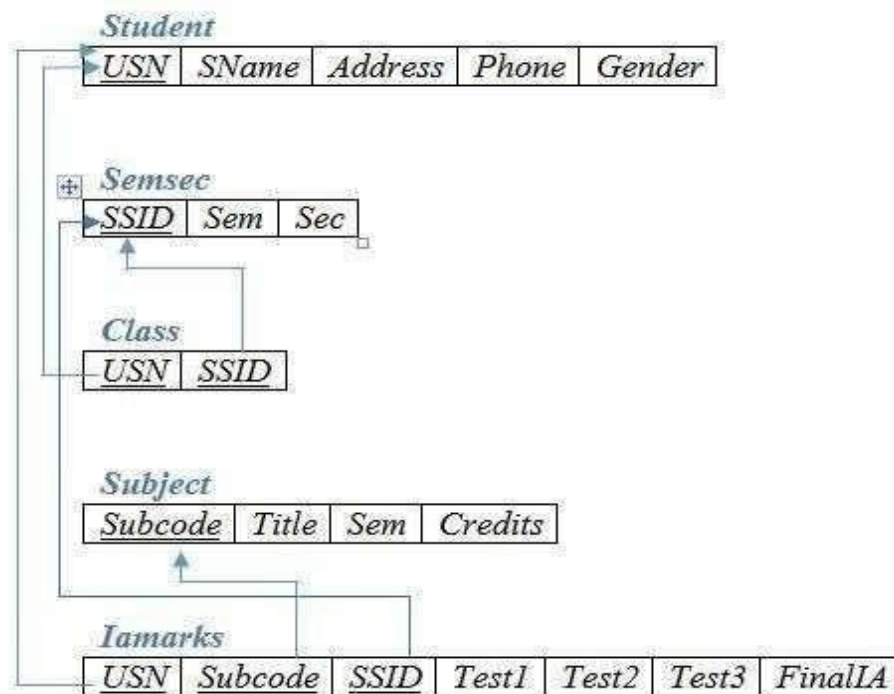 Student
USN SName Address Phone Gender
Semsec
SSID Sem Sec
Class
USN SSID
Subject
Subcode Title Sem Credits
Iamarks
USN Subcode SSID Test1 Test2 Test3 FinalIA